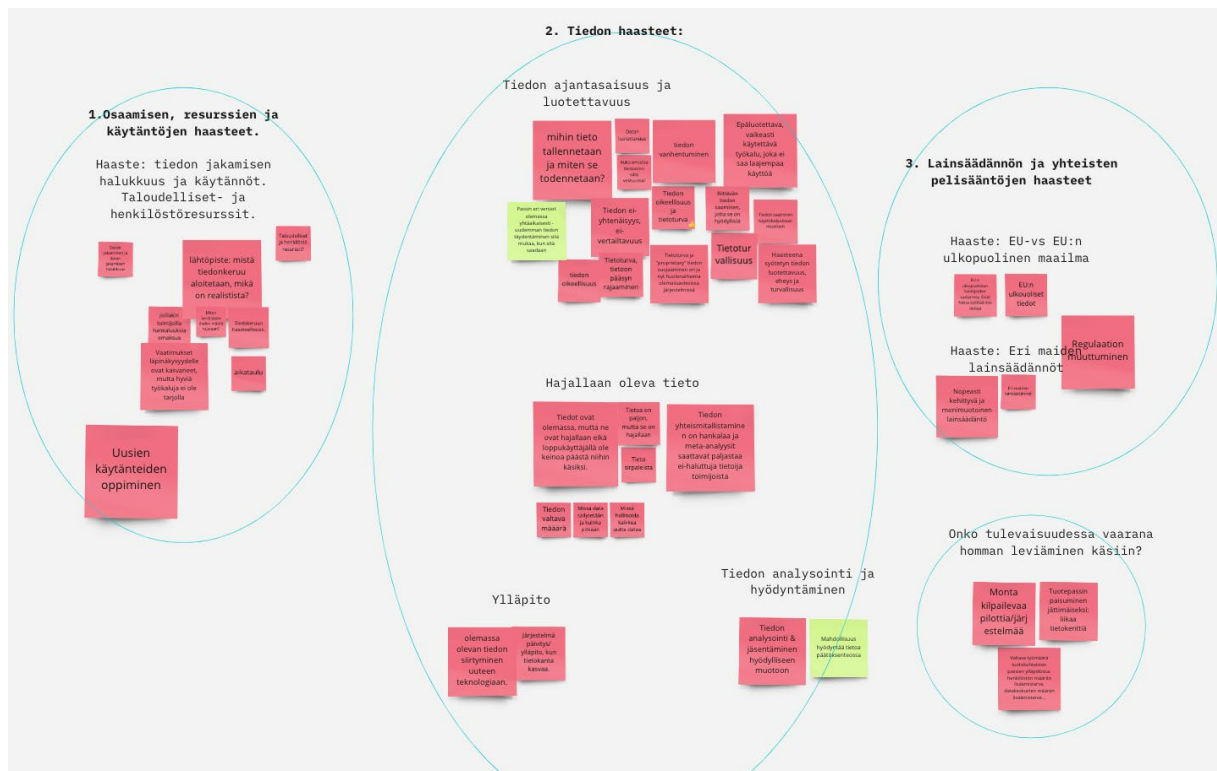 2. Tiedon haasteet:
1.Osaamisen, resurssien ja
käytäntöjen haasteet.
Haaste: tiedon jakamisen
halukkuus ja käytännöt.
Taloudelliset- ja
henkilöstöresurssit.
lähtöpiste: mistä
tiedonkeruu
aloitetaan, mikä
on realistista?
Vaatimukset
läpinäkyvyydelle
ovat kasvaneet,
mutta hyviä
työkaluja ei ole
tarjolla
aikataulu
Uusien
käytänteiden
oppiminen
Tiedon ajantasaisuus ja
luotettavuus
mihin tieto
tallennetaan
ja miten se
todennetaan?
tiedon
vanhentuminen
Epäluotettava,
vaikeasti
käytettävä
työkalu, joka ei
saa laajempaa
käyttöä
Tiedon ei-
yhtenäisyys,
ei-
vertailtavuus
Tiedon
oikeellisuus
ja
tietoturva
Riittävän
tiedon
saaminen,
jotta se on
hyödyllistä
tiedon
oikeellisuus
Tietoturva,
tietoon
pääsyn
rajaaminen
Tietotur
vallisuus
Haasteena
syötetyn tiedon
luotettavuus,
eheys ja
turvallisuus
Hajallaan oleva tieto
Tiedot ovat
olemassa, mutta ne
ovat hajallaan eikä
loppukäyttäjällä ole
keinoa päästä niihin
käsiksi.
Tietoa on
paljon,
mutta se on
hajallaan
Tieto
sirpaleista
Tiedon
yhteismitallistamine
n on hankalaa ja
meta-analyysit
saattavat paljastaa
ei-haluttuja tietoija
toimijoista
Tiedon
valtava
määärä
Ylläpito
olemassa
olevan tiedon
siirtyminen
uuteen
teknologiaan.
Järjestelmä
päivitys/
ylläpito, kun
tietokanta
kasvaa.
Tiedon analysointi ja
hyödyntäminen
Tiedon
analysointi &
jäsentäminen
hyödylliseen
muotoon
Mahdollisuus
hyödyntää tietoa
päätöksenteossa
3. Lainsäädännön ja yhteisten
pelisääntöjen haasteet
Haaste: EU-vs EU:n
ulkopuolinen maailma
EU:n
ulkouoliset
tiedot
Haaste: Eri maiden
lainsäädännöt
Regulaation
muuttuminen
Nopeasti
kehittyvä ja
monimuotoinen
lainsäädäntö
Onko tulevaisuudessa vaarana
homman leviäminen käsiin?
Monta
kilpailevaa
pilottia/järj
estelmää
Tuotepassin
paisuminen
jättimäiseksi:
liikaa
tietokenttiä